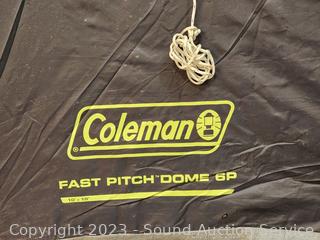 Coleman
FAST PITCH™ DOME 6P
10' x 10'
Copyright 2023 - Sound Auction Service